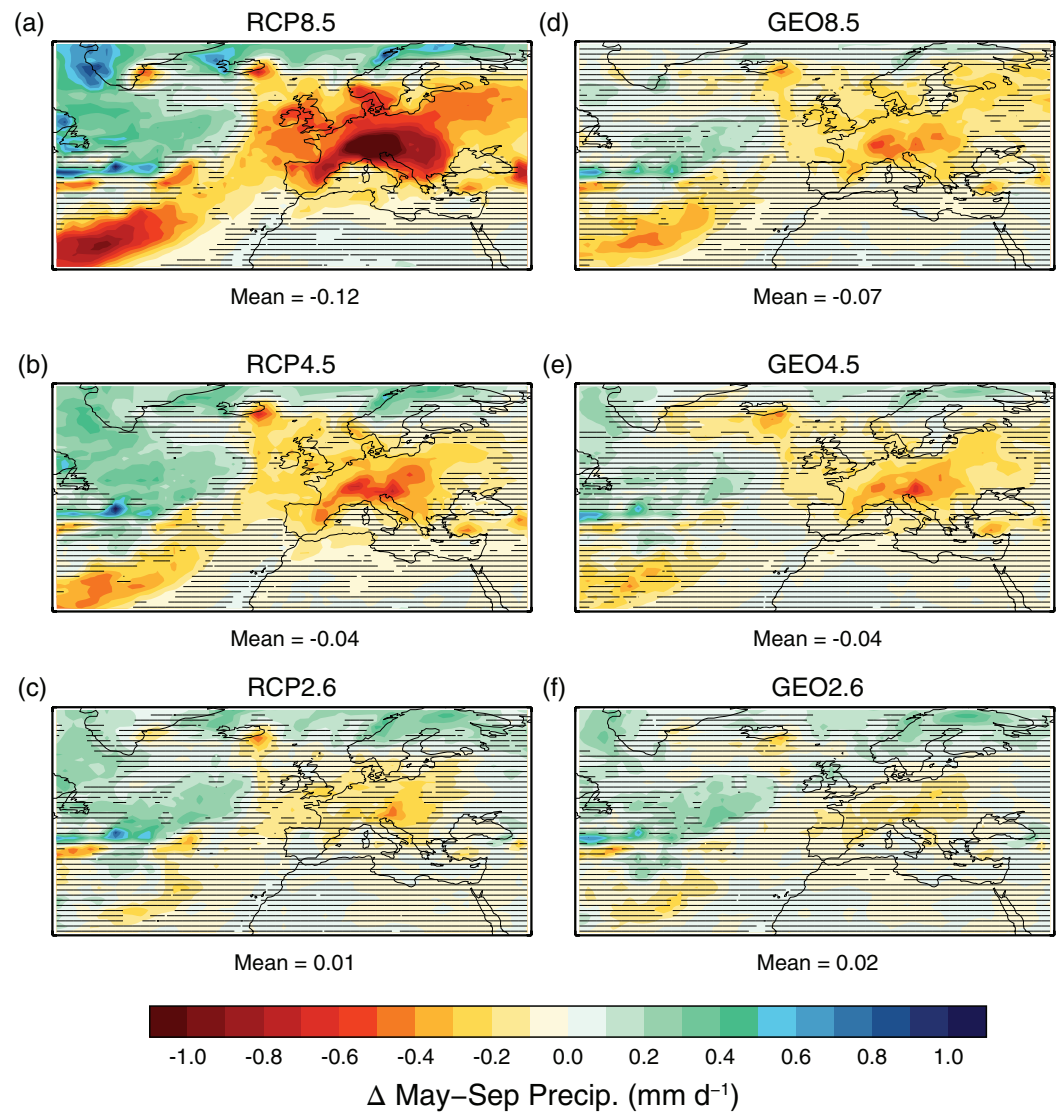 (a) RCP8.5
(d) GEO8.5
Mean = -0.12
Mean = -0.07
(b) RCP4.5
(e) GEO4.5
Mean = -0.04
Mean = -0.04
(c) RCP2.6
(f) GEO2.6
Mean = 0.01
Mean = 0.02
-1.0 -0.8 -0.6 -0.4 -0.2 0.0 0.2 0.4 0.6 0.8 1.0
Δ May–Sep Precip. (mm d⁻¹)